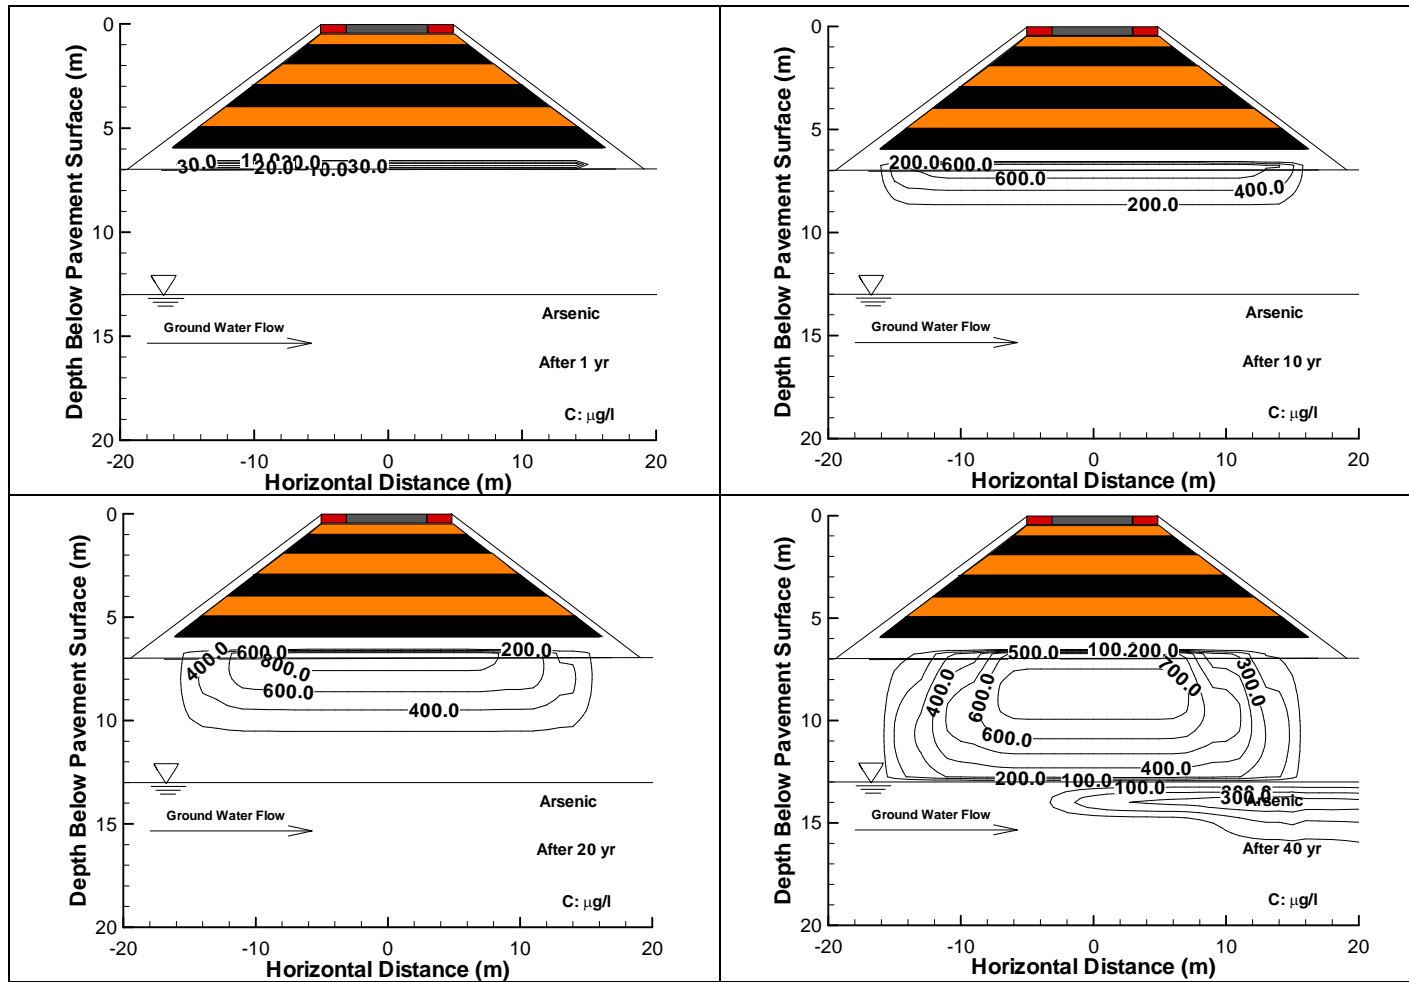 Depth Below Pavement Surface (m)
0
5
10
15
20
30.0
20.0
10.0
30.0
Ground Water Flow
Arsenic
After 1 yr
C: μg/l
-20 -10 0 10 20
Horizontal Distance (m)
Depth Below Pavement Surface (m)
0
5
10
15
20
200.0 600.0
600.0
400.0
200.0
Ground Water Flow
Arsenic
After 10 yr
C: μg/l
-20 -10 0 10 20
Horizontal Distance (m)
Depth Below Pavement Surface (m)
0
5
10
15
20
600.0 200.0
400.0 800.0
600.0
400.0
Ground Water Flow
Arsenic
After 20 yr
C: μg/l
-20 -10 0 10 20
Horizontal Distance (m)
Depth Below Pavement Surface (m)
0
5
10
15
20
500.0 200.0
400.0 600.0 700.0 300.0
600.0
400.0
200.0 100.0
100.0
300.0
Ground Water Flow
Arsenic
After 40 yr
C: μg/l
-20 -10 0 10 20
Horizontal Distance (m)